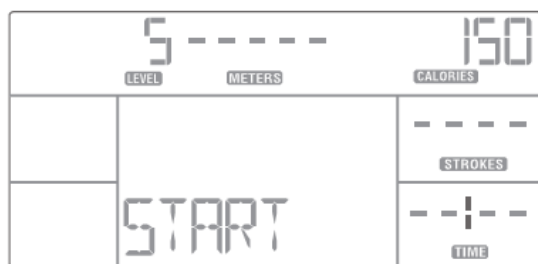 5 ----- 150
LEVEL METERS CALORIES
----
STROKES
START --:--
TIME